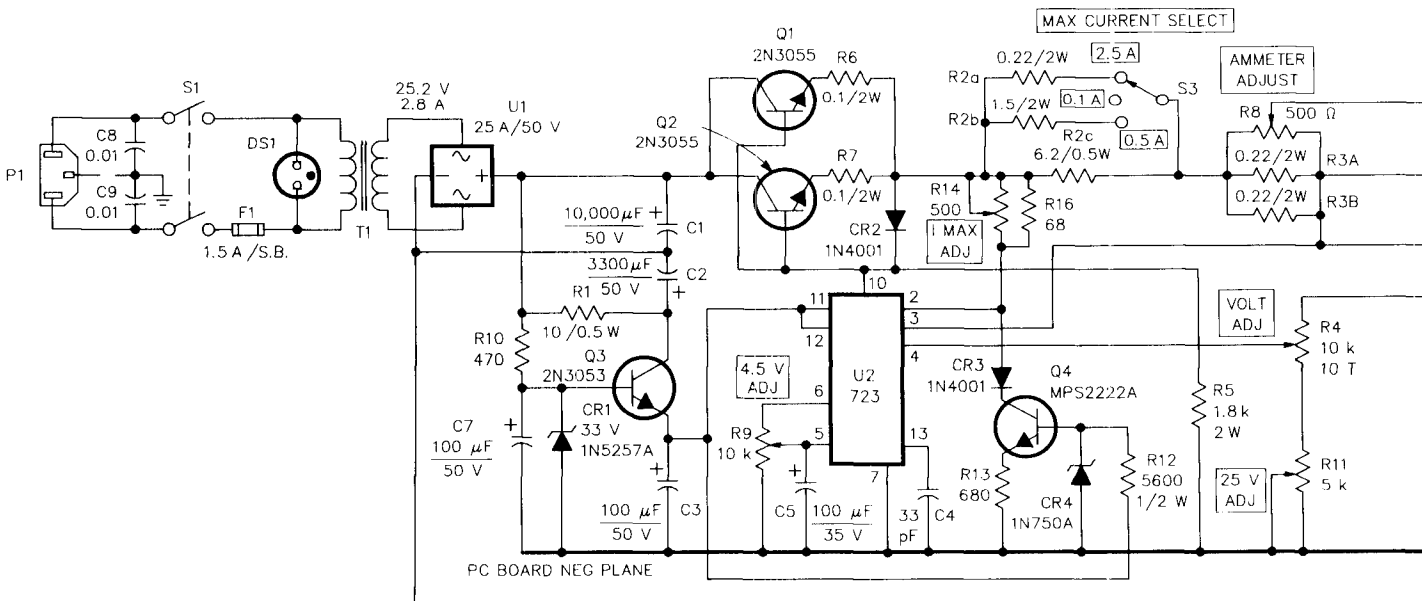 MAX CURRENT SELECT
Q1
2N3055
R6
0.1/2W
0.22/2W
2.5 A
R2a
S3
AMMETER
ADJUST
S1
25.2 V
2.8 A
U1
25 A/50 V
Q2
2N3055
1.5/2W
0.1 A
R2b
0.5 A
R8
500 Ω
C8
0.01
DS1
R7
0.1/2W
R2c
6.2/0.5W
0.22/2W
R3A
P1
C9
0.01
F1
1.5 A/S.B.
T1
~
~
-
+
10,000 μF
50 V
+
C1
CR2
1N4001
R14
500
I MAX
ADJ
R16
68
0.22/2W
R3B
3300 μF
50 V
+
C2
R1
10/0.5 W
10
11
12
2
3
4
VOLT
ADJ
R4
10 k
10 T
R10
470
Q3
2N3053
4.5 V
ADJ
6
U2
723
CR3
1N4001
Q4
MPS2222A
R5
1.8 k
2 W
C7
100 μF
50 V
+
CR1
33 V
1N5257A
R9
10 k
5
13
7
R13
680
R12
5600
1/2 W
25 V
ADJ
R11
5 k
+
100 μF
50 V
C3
C5
+
100 μF
35 V
33
pF
C4
CR4
1N750A
PC BOARD NEG PLANE